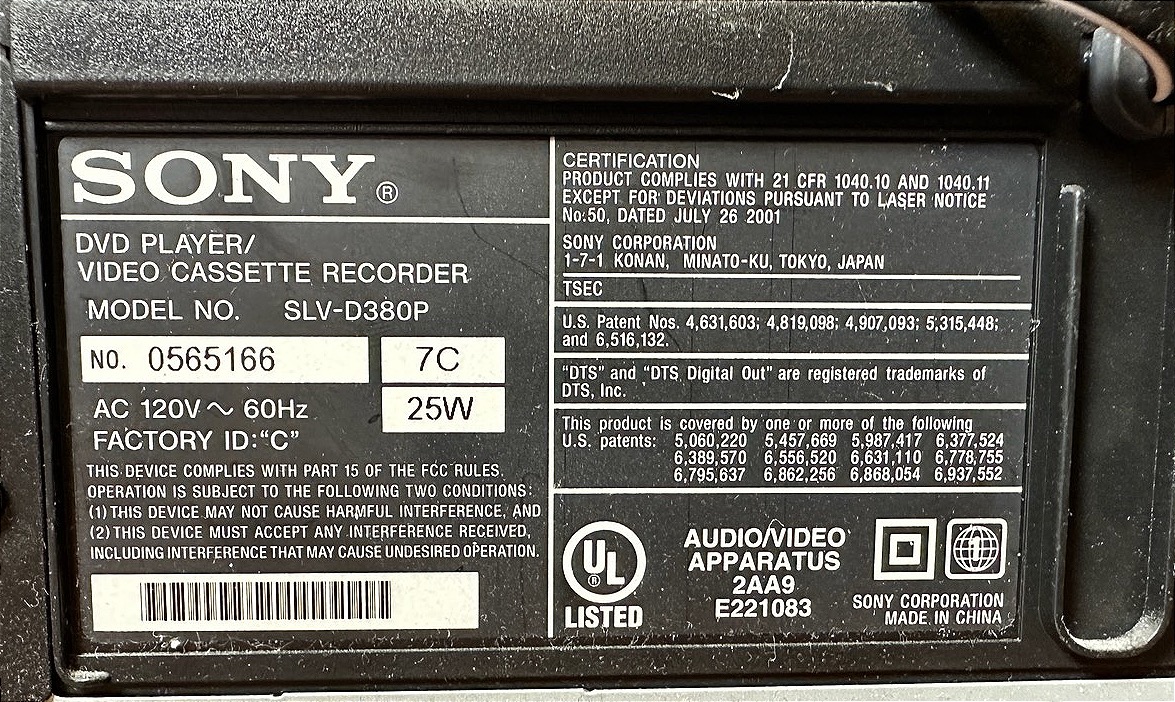 SONY®
DVD PLAYER/
VIDEO CASSETTE RECORDER
MODEL NO. SLV-D380P
NO. 0565166
7C
AC 120V ~ 60Hz
25W
FACTORY ID:“C”
THIS DEVICE COMPLIES WITH PART 15 OF THE FCC RULES.
OPERATION IS SUBJECT TO THE FOLLOWING TWO CONDITIONS:
(1) THIS DEVICE MAY NOT CAUSE HARMFUL INTERFERENCE, AND
(2) THIS DEVICE MUST ACCEPT ANY INTERFERENCE RECEIVED,
INCLUDING INTERFERENCE THAT MAY CAUSE UNDESIRED OPERATION.
CERTIFICATION
PRODUCT COMPLIES WITH 21 CFR 1040.10 AND 1040.11
EXCEPT FOR DEVIATIONS PURSUANT TO LASER NOTICE
No.50, DATED JULY 26 2001
SONY CORPORATION
1-7-1 KONAN, MINATO-KU, TOKYO, JAPAN
TSEC
U.S. Patent Nos. 4,631,603; 4,819,098; 4,907,093; 5,315,448;
and 6,516,132.
“DTS” and “DTS Digital Out” are registered trademarks of
DTS, Inc.
This product is covered by one or more of the following
U.S. patents: 5,060,220 5,457,669 5,987,417 6,377,524
6,389,570 6,556,520 6,631,110 6,778,755
6,795,637 6,862,256 6,868,054 6,937,552
UL®
LISTED
AUDIO/VIDEO
APPARATUS
2AA9
E221083
1
SONY CORPORATION
MADE IN CHINA